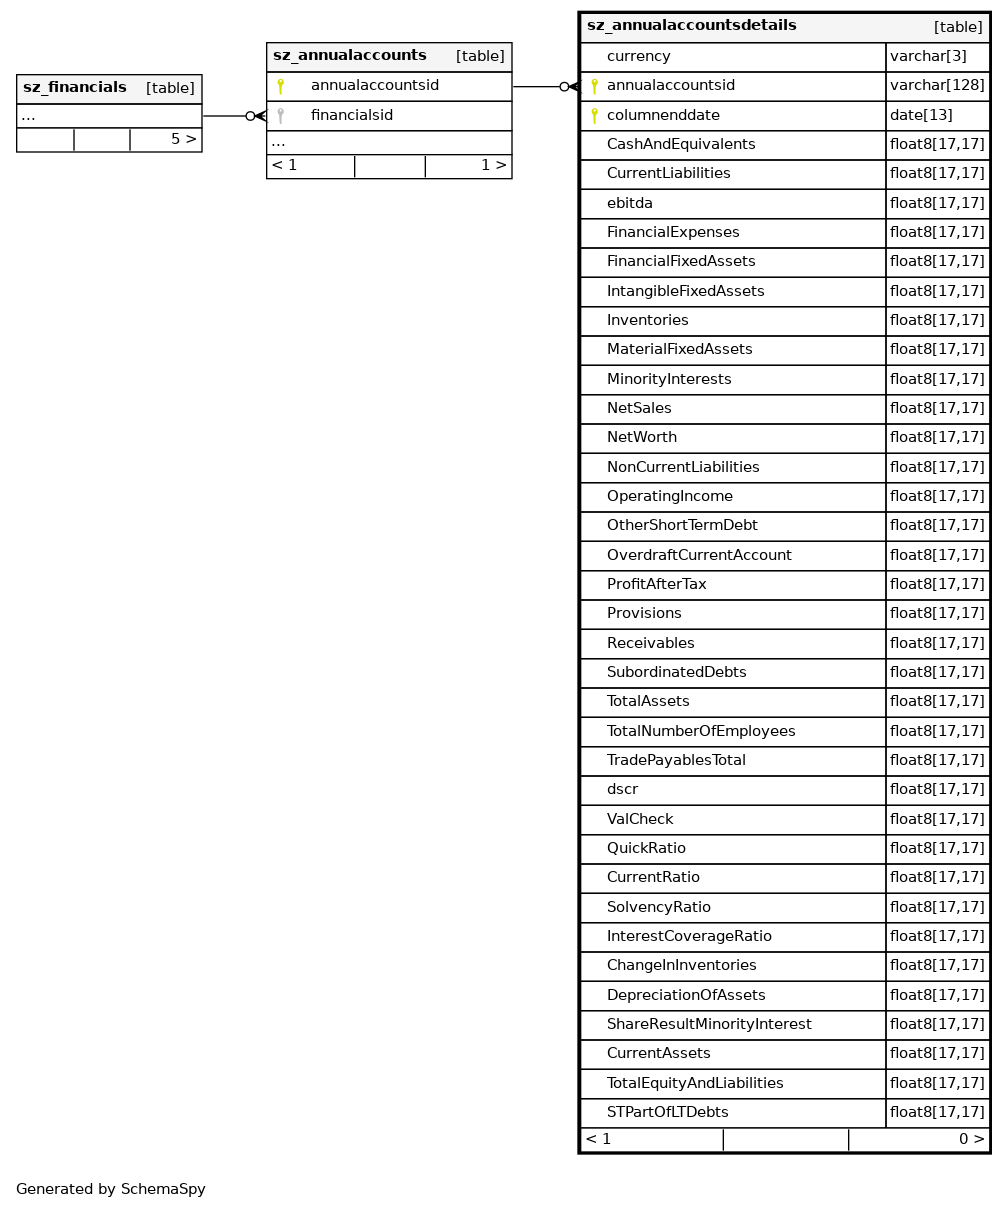 sz_financials [table]
...
5 >
sz_annualaccounts [table]
annualaccountsid
financialsid
...
< 1 1 >
sz_annualaccountsdetails [table]
currency varchar[3]
annualaccountsid varchar[128]
columnenddate date[13]
CashAndEquivalents float8[17,17]
CurrentLiabilities float8[17,17]
ebitda float8[17,17]
FinancialExpenses float8[17,17]
FinancialFixedAssets float8[17,17]
IntangibleFixedAssets float8[17,17]
Inventories float8[17,17]
MaterialFixedAssets float8[17,17]
MinorityInterests float8[17,17]
NetSales float8[17,17]
NetWorth float8[17,17]
NonCurrentLiabilities float8[17,17]
OperatingIncome float8[17,17]
OtherShortTermDebt float8[17,17]
OverdraftCurrentAccount float8[17,17]
ProfitAfterTax float8[17,17]
Provisions float8[17,17]
Receivables float8[17,17]
SubordinatedDebts float8[17,17]
TotalAssets float8[17,17]
TotalNumberOfEmployees float8[17,17]
TradePayablesTotal float8[17,17]
dscr float8[17,17]
ValCheck float8[17,17]
QuickRatio float8[17,17]
CurrentRatio float8[17,17]
SolvencyRatio float8[17,17]
InterestCoverageRatio float8[17,17]
ChangeInInventories float8[17,17]
DepreciationOfAssets float8[17,17]
ShareResultMinorityInterest float8[17,17]
CurrentAssets float8[17,17]
TotalEquityAndLiabilities float8[17,17]
STPartOfLTDebts float8[17,17]
< 1 0 >
Generated by SchemaSpy